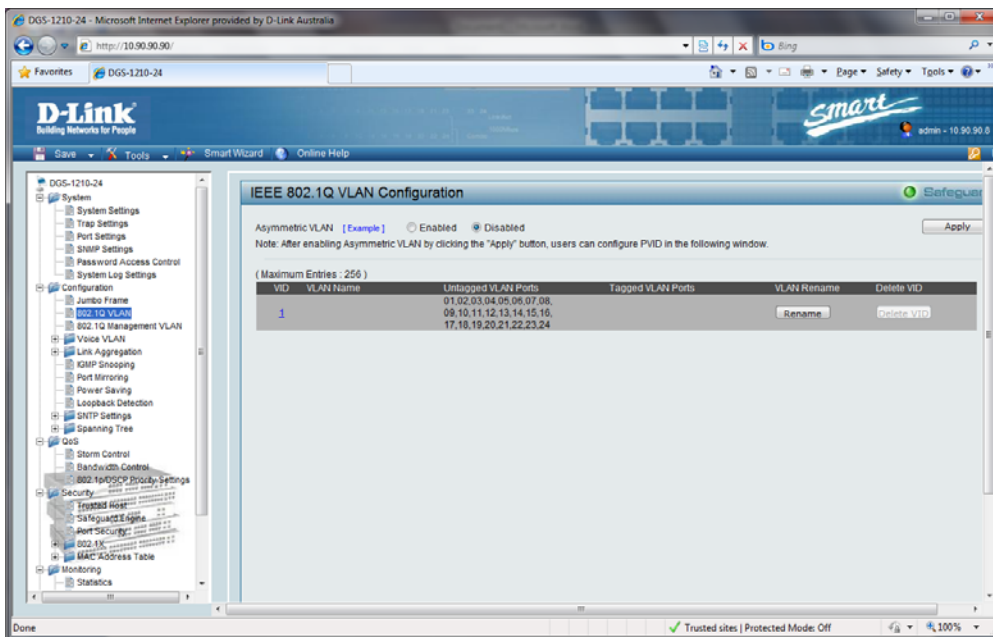 DGS-1210-24 - Microsoft Internet Explorer provided by D-Link Australia
http://10.90.90.90/
Bing
Favorites DGS-1210-24 Page Safety Tools
D-Link
Building Networks for People
smart
admin - 10.90.90.0
Save Tools Smart Wizard Online Help
DGS-1210-24
System
System Settings
Trap Settings
Port Settings
SNMP Settings
Password Access Control
System Log Settings
Configuration
Jumbo Frame
802.1Q VLAN
802.1Q Management VLAN
Voice VLAN
Link Aggregation
IGMP Snooping
Port Mirroring
Power Saving
Loopback Detection
SNTP Settings
Spanning Tree
QoS
Storm Control
Bandwidth Control
802.1p/DSCP Priority Settings
Security
Trusted Host
Safeguard Engine
Port Security
802.1X
MAC Address Table
Monitoring
Statistics
IEEE 802.1Q VLAN Configuration Safeguar
Asymmetric VLAN [ Example ] Enabled Disabled Apply
Note: After enabling Asymmetric VLAN by clicking the "Apply" button, users can configure PVID in the following window.
( Maximum Entries : 256 )
VID VLAN Name Untagged VLAN Ports Tagged VLAN Ports VLAN Rename Delete VID
01,02,03,04,05,06,07,08,
1 09,10,11,12,13,14,15,16, Rename Delete VID
17,18,19,20,21,22,23,24
Done Trusted sites | Protected Mode: Off 100%